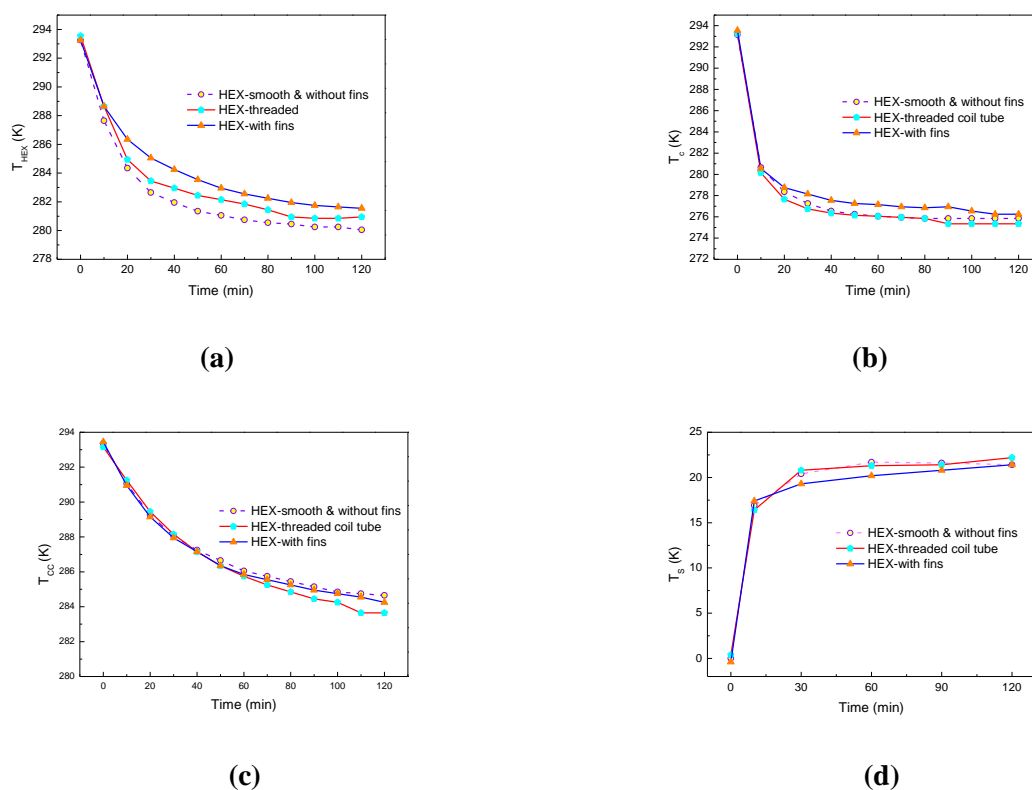 294
292
290
288
286
284
282
280
278
T_HEX (K)
HEX-smooth & without fins
HEX-threaded
HEX-with fins
0 20 40 60 80 100 120
Time (min)
(a)
294
292
290
288
286
284
282
280
278
276
274
272
T_c (K)
HEX-smooth & without fins
HEX-threaded coil tube
HEX-with fins
0 20 40 60 80 100 120
Time (min)
(b)
294
292
290
288
286
284
282
280
T_CC (K)
HEX-smooth & without fins
HEX-threaded coil tube
HEX-with fins
0 20 40 60 80 100 120
Time (min)
(c)
25
20
15
10
5
0
T_S (K)
HEX-smooth & without fins
HEX-threaded coil tube
HEX-with fins
0 10 30 60 90 120
Time (min)
(d)